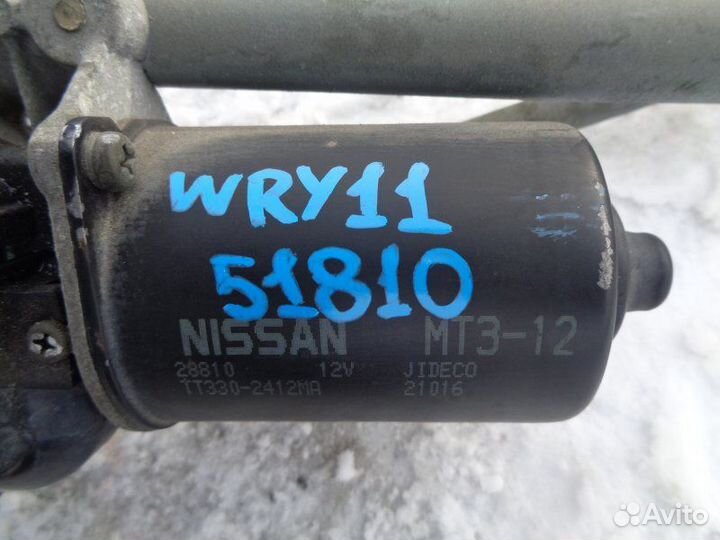 WRY11
51810
NISSAN MT3-12
28810 12V JIDECO
TT330-2412MA 21016
Avito